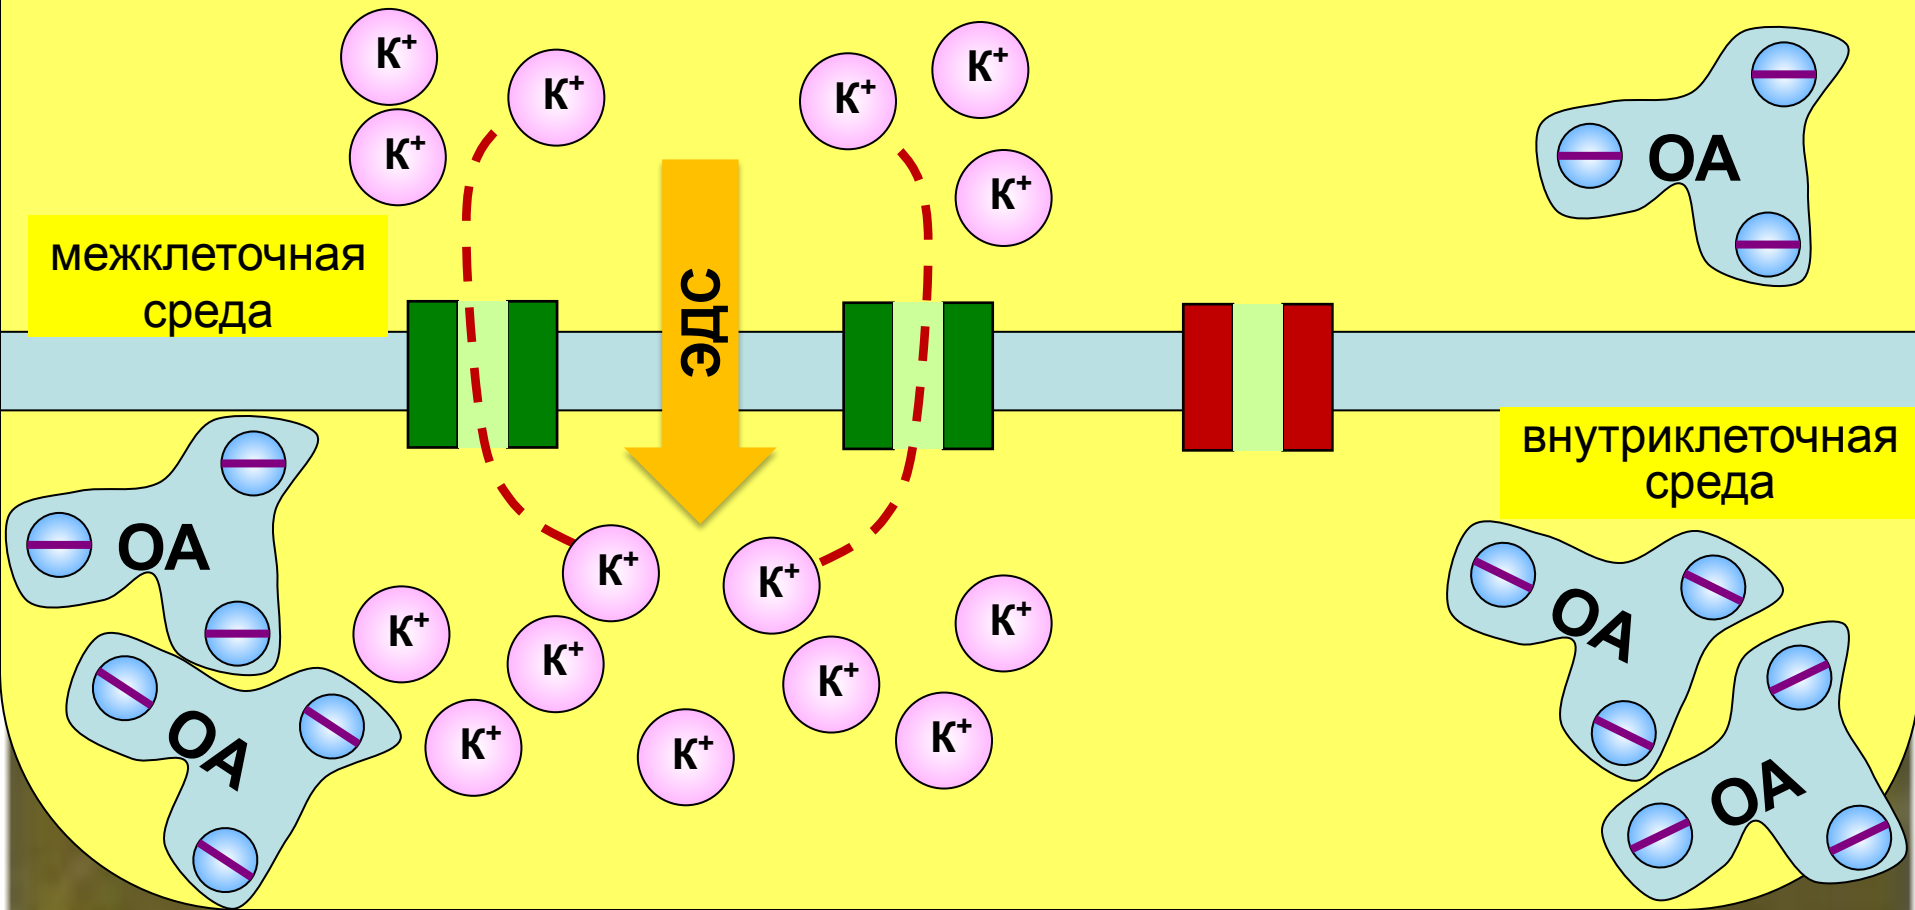 К+
К+
К+
К+
К+
К+
К+
ОА
межклеточная
среда
ЭДС
внутриклеточная
среда
ОА
К+
К+
К+
К+
К+
К+
К+
К+
К+
К+
ОА
ОА
ОА